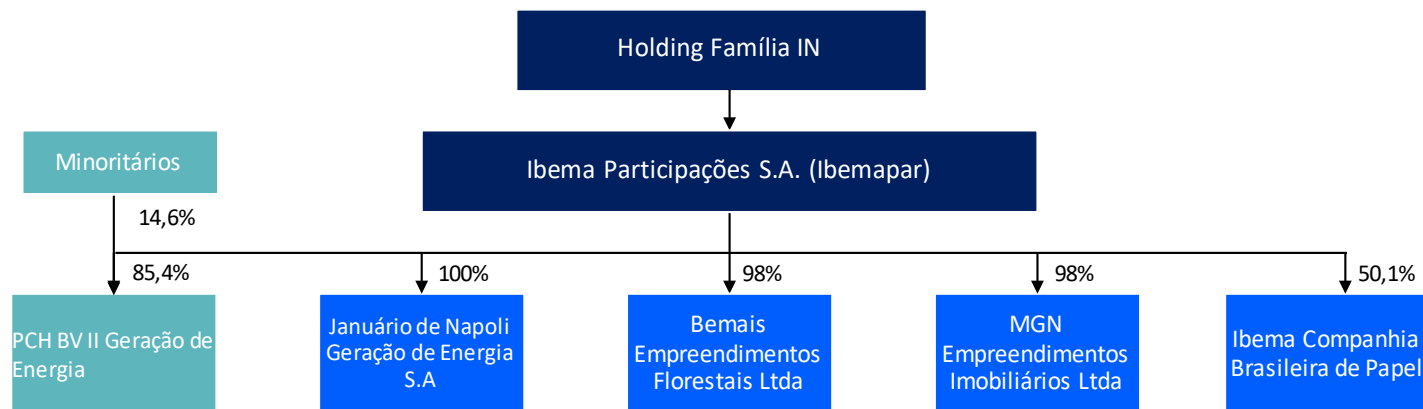 Holding Família IN
Minoritários
Ibema Participações S.A. (Ibemapar)
14,6%
85,4%
100%
98%
98%
50,1%
PCH BV II Geração de
Energia
Januário de Napoli
Geração de Energia
S.A
Bemais
Empreendimentos
Florestais Ltda
MGN
Empreendimentos
Imobiliários Ltda
Ibema Companhia
Brasileira de Papel